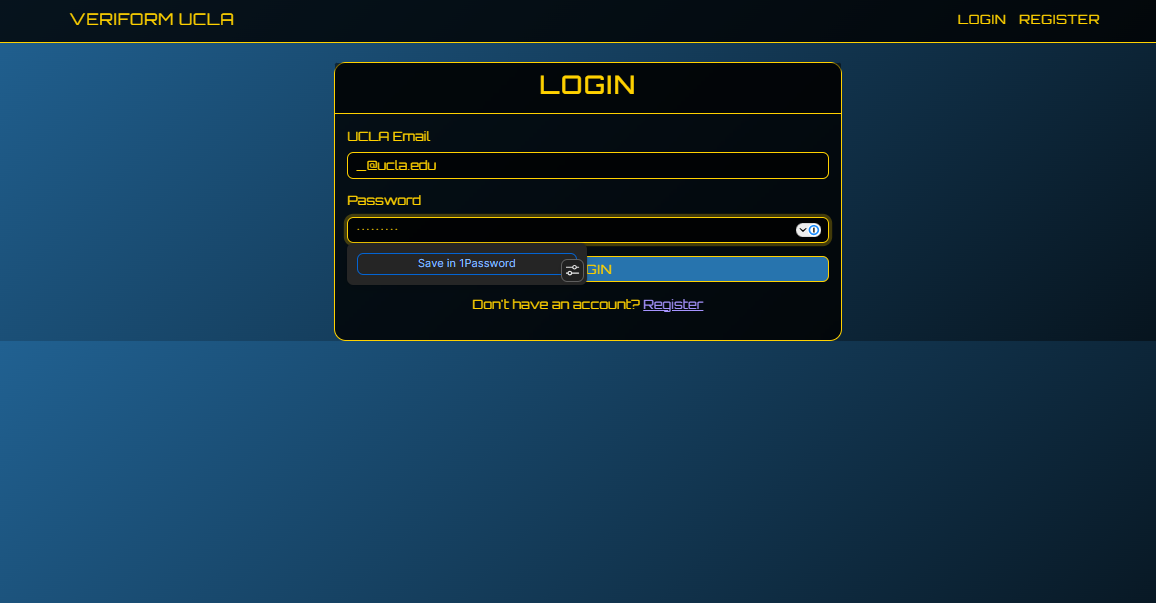 VERIFORM UCLA
LOGIN REGISTER
LOGIN
UCLA Email
_@ucla.edu
Password
·········
Save in 1Password
GIN
Don't have an account? Register